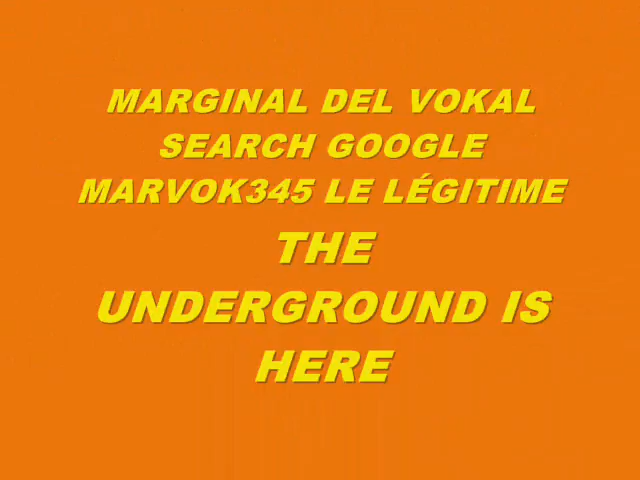 MARGINAL DEL VOKAL
SEARCH GOOGLE
MARVOK345 LE LÉGITIME
THE
UNDERGROUND IS
HERE